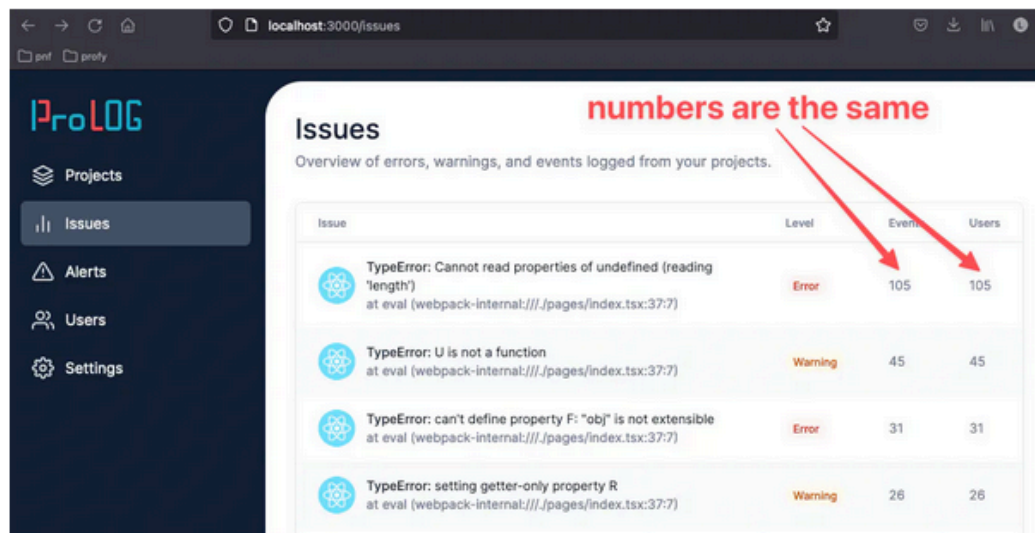 localhost:3000/issues
pnf profy
ProLOG
Projects
Issues
Alerts
Users
Settings
numbers are the same
Issues
Overview of errors, warnings, and events logged from your projects.
Issue Level Events Users
TypeError: Cannot read properties of undefined (reading
'length')
at eval (webpack-internal:///./pages/index.tsx:37:7)
Error 105 105
TypeError: U is not a function
at eval (webpack-internal:///./pages/index.tsx:37:7)
Warning 45 45
TypeError: can't define property F: "obj" is not extensible
at eval (webpack-internal:///./pages/index.tsx:37:7)
Error 31 31
TypeError: setting getter-only property R
at eval (webpack-internal:///./pages/index.tsx:37:7)
Warning 26 26